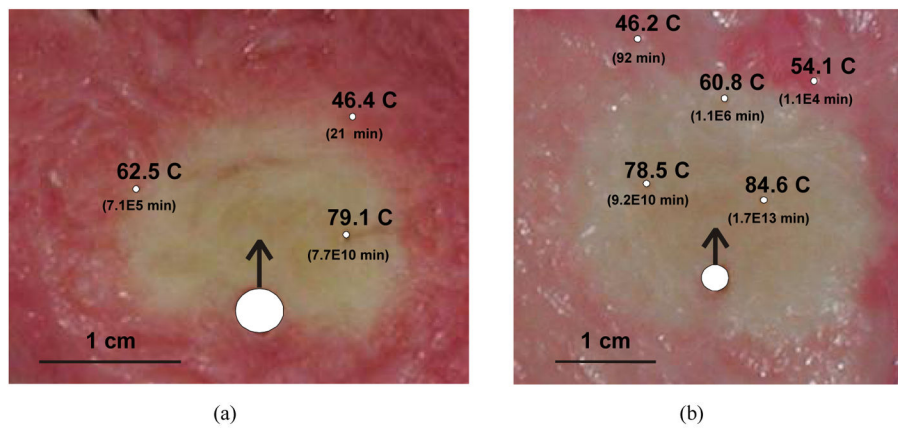 46.4 C
(21 min)
62.5 C
(7.1E5 min)
79.1 C
(7.7E10 min)
1 cm
(a)
46.2 C
(92 min)
54.1 C
(1.1E4 min)
60.8 C
(1.1E6 min)
78.5 C
(9.2E10 min)
84.6 C
(1.7E13 min)
1 cm
(b)